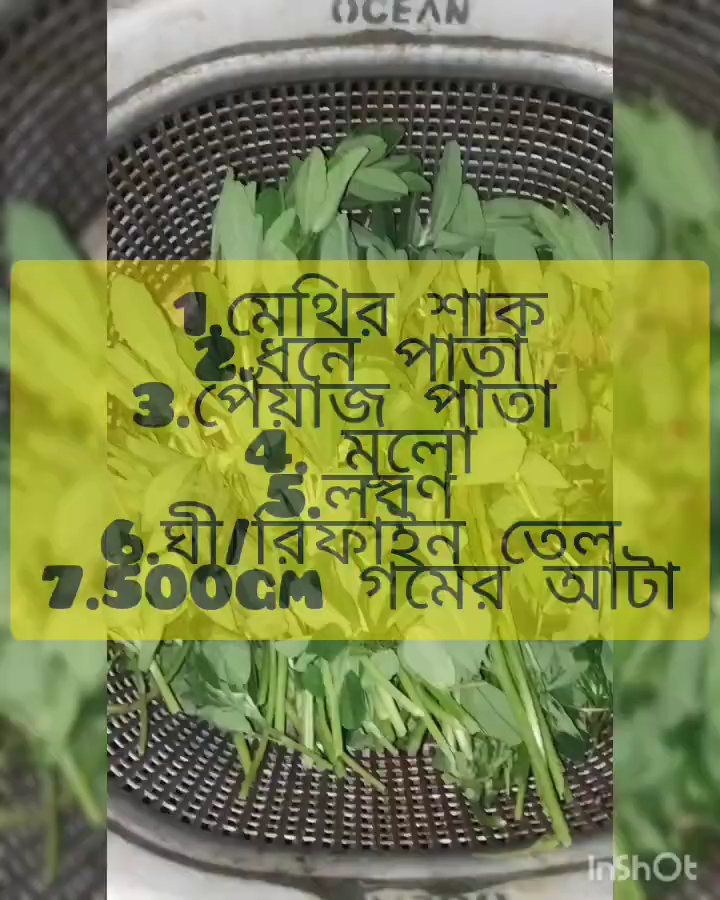 OCEAN
1.মেথির শাক
2.ধনে পাতা
3.পেঁয়াজ পাতা
4. মূলো
5.লবণ
6.ঘী/রিফাইন তেল
7.500GM গমের আটা
InShOt